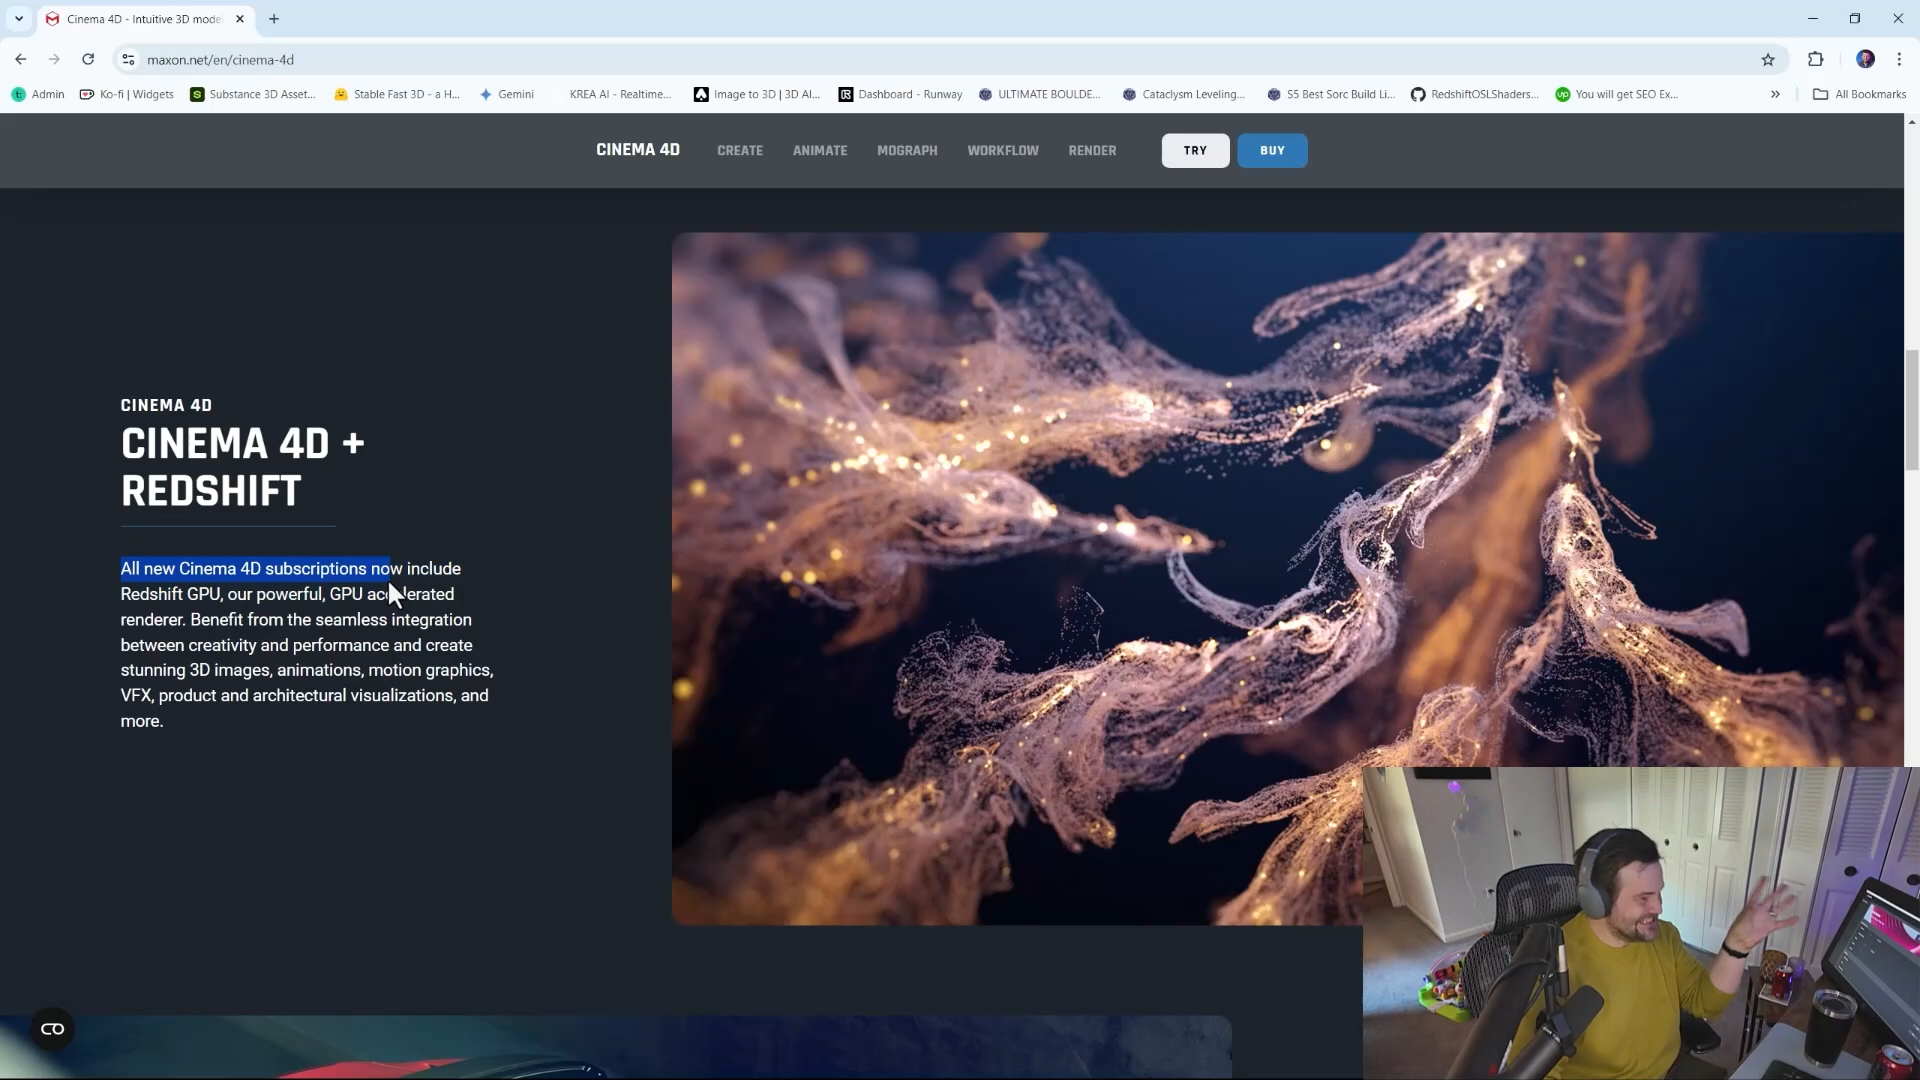 Cinema 4D - Intuitive 3D mode
maxon.net/en/cinema-4d
Admin
Ko-fi | Widgets
Substance 3D Asset...
Stable Fast 3D - a H...
Gemini
KREA AI - Realtime...
Image to 3D | 3D AI...
Dashboard - Runway
ULTIMATE BOULDE...
Cataclysm Leveling...
S5 Best Sorc Build Li...
RedshiftOSLShaders...
You will get SEO Ex...
All Bookmarks
CINEMA 4D
CREATE
ANIMATE
MOGRAPH
WORKFLOW
RENDER
TRY
BUY
CINEMA 4D
CINEMA 4D +
REDSHIFT
All new Cinema 4D subscriptions now include
Redshift GPU, our powerful, GPU accelerated
renderer. Benefit from the seamless integration
between creativity and performance and create
stunning 3D images, animations, motion graphics,
VFX, product and architectural visualizations, and
more.